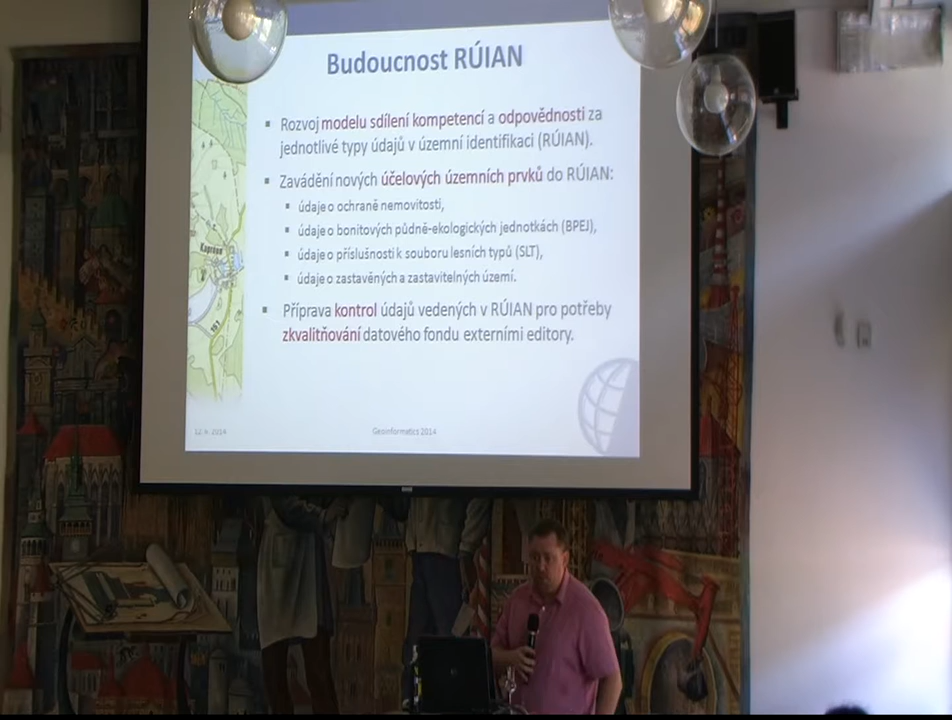 Budoucnost RÚIAN
▪ Rozvoj modelu sdílení kompetencí a odpovědnosti za
jednotlivé typy údajů v územní identifikaci (RÚIAN).
▪ Zavádění nových účelových územních prvků do RÚIAN:
▪ údaje o ochraně nemovitosti,
▪ údaje o bonitových půdně-ekologických jednotkách (BPEJ),
▪ údaje o příslušnosti k souboru lesních typů (SLT),
▪ údaje o zastavěných a zastavitelných území.
▪ Příprava kontrol údajů vedených v RÚIAN pro potřeby
zkvalitňování datového fondu externími editory.
Geoinformatics 2014